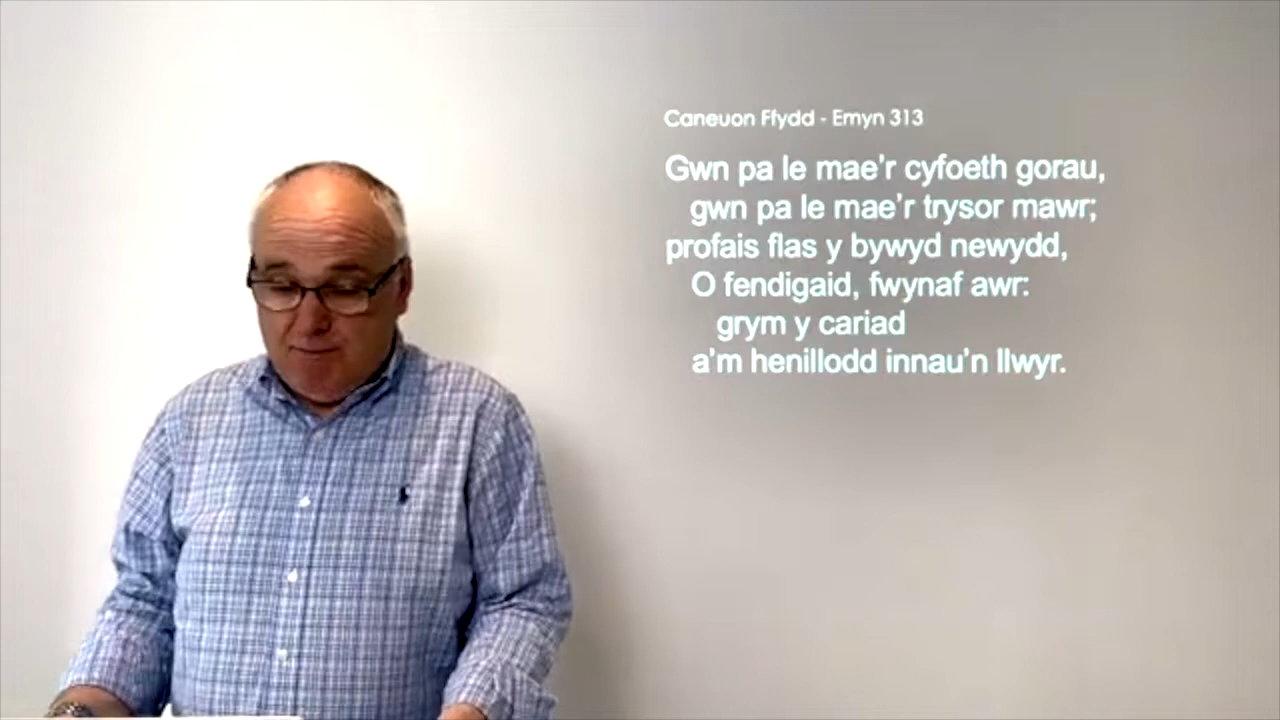 Caneuon Ffydd - Emyn 313
Gwn pa le mae'r cyfoeth gorau,
gwn pa le mae'r trysor mawr;
profais flas y bywyd newydd,
O fendigaid, fwynaf awr:
grym y cariad
a'm henillodd innau'n llwyr.